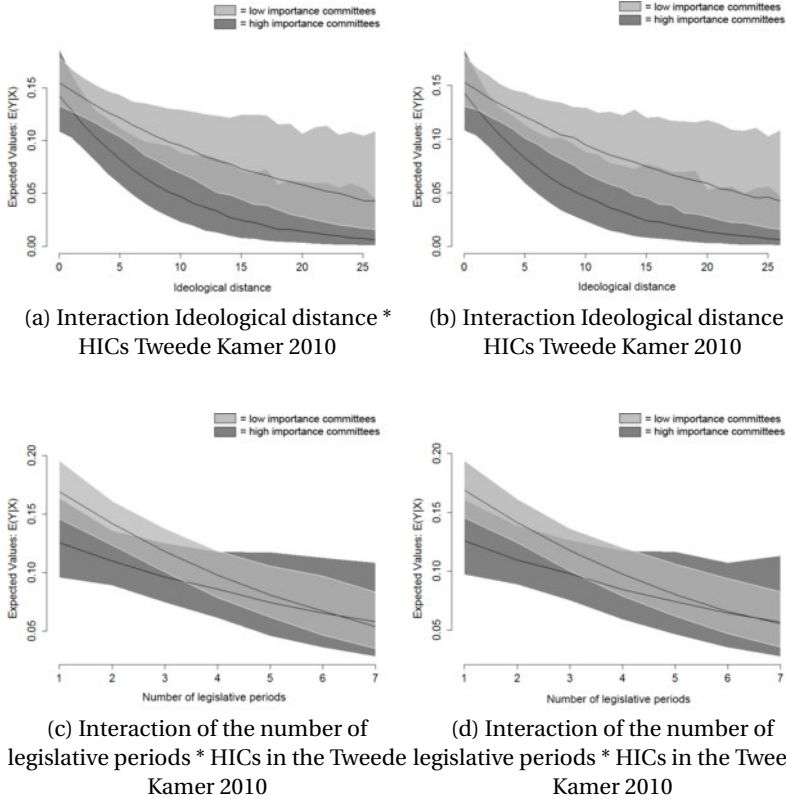 = low importance committees
= high importance committees
Expected Values: E(Y|X)
0.15
0.10
0.05
0.00
0 5 10 15 20 25
Ideological distance
(a) Interaction Ideological distance *
HICs Tweede Kamer 2010
= low importance committees
= high importance committees
Expected Values: E(Y|X)
0.15
0.10
0.05
0.00
0 5 10 15 20 25
Ideological distance
(b) Interaction Ideological distance
HICs Tweede Kamer 2010
= low importance committees
= high importance committees
Expected Values: E(Y|X)
0.20
0.15
0.10
0.05
1 2 3 4 5 6 7
Number of legislative periods
(c) Interaction of the number of
legislative periods * HICs in the Tweede
Kamer 2010
= low importance committees
= high importance committees
Expected Values: E(Y|X)
0.20
0.15
0.10
0.05
1 2 3 4 5 6 7
Number of legislative periods
(d) Interaction of the number of
legislative periods * HICs in the Twee
Kamer 2010